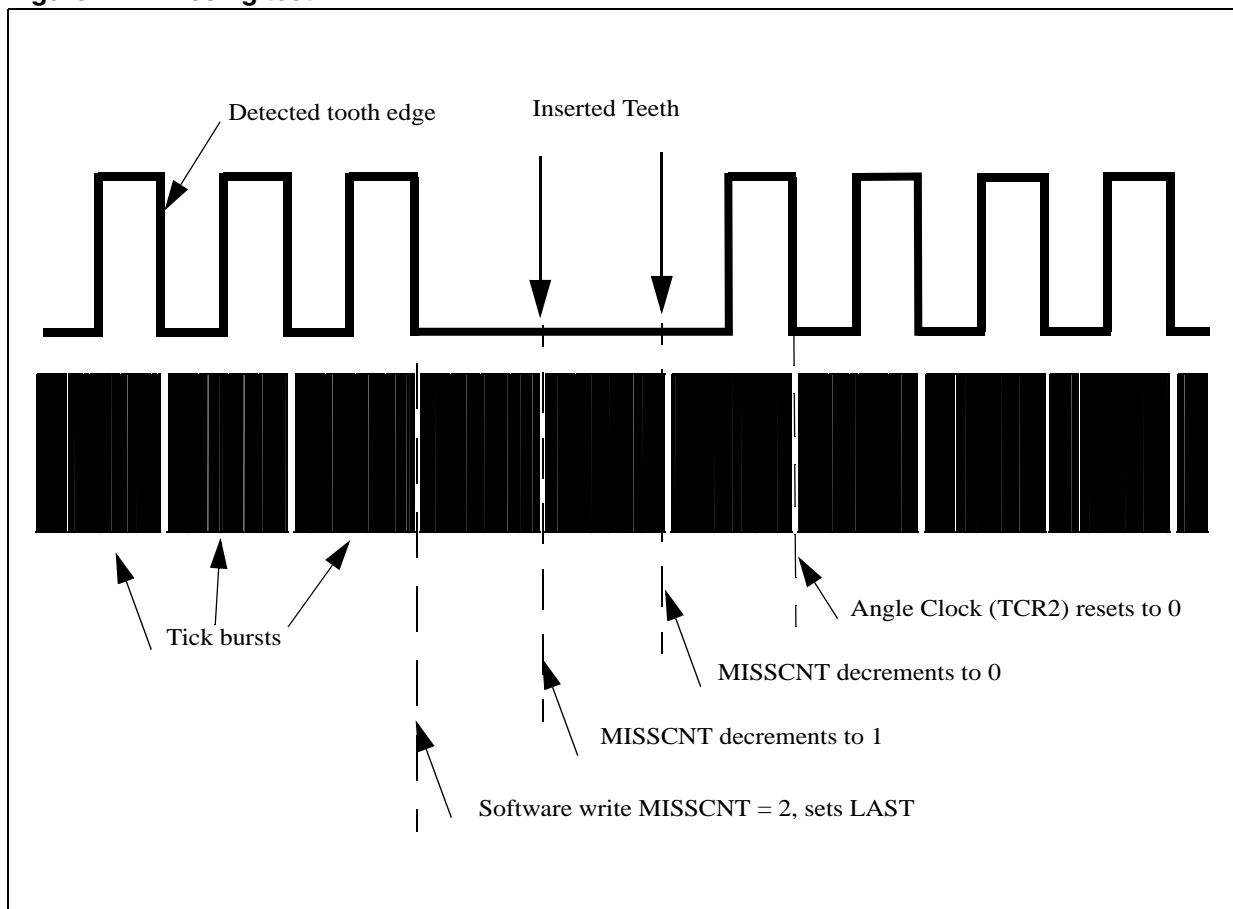 Detected tooth edge
Inserted Teeth
Tick bursts
Angle Clock (TCR2) resets to 0
MISSCNT decrements to 0
MISSCNT decrements to 1
Software write MISSCNT = 2, sets LAST